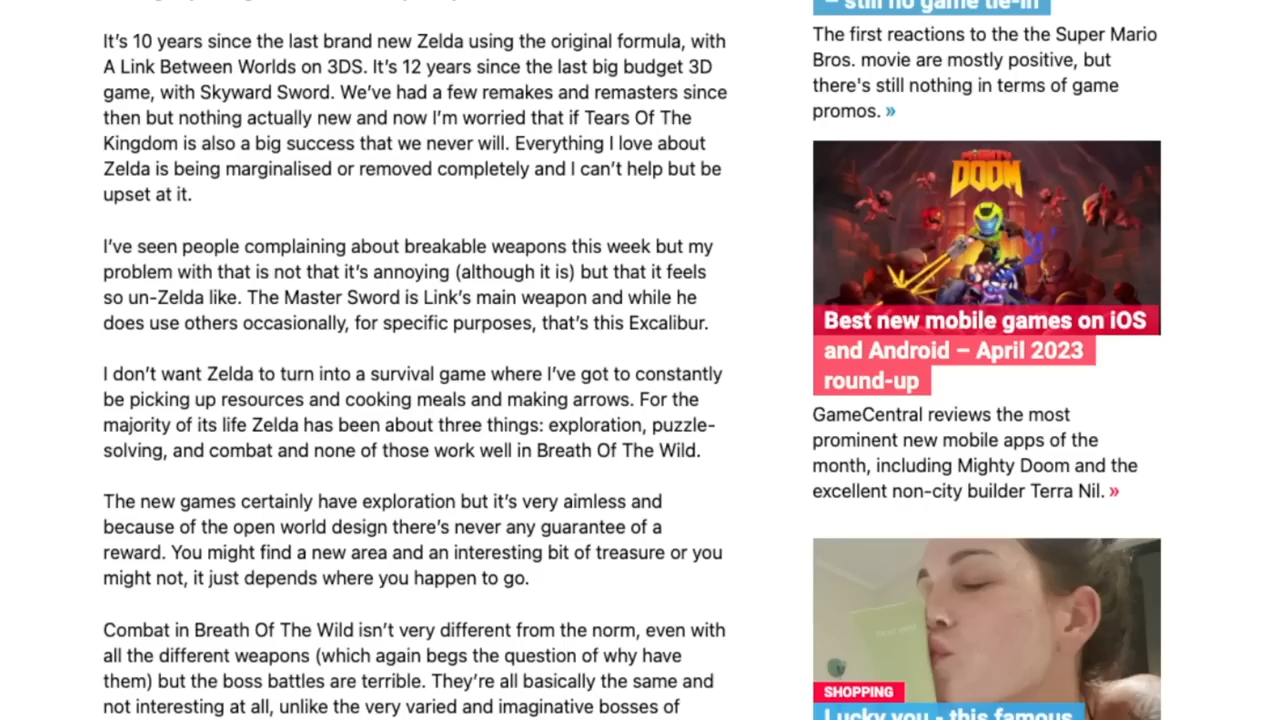 It's 10 years since the last brand new Zelda using the original formula, with
A Link Between Worlds on 3DS. It's 12 years since the last big budget 3D
game, with Skyward Sword. We've had a few remakes and remasters since
then but nothing actually new and now I'm worried that if Tears Of The
Kingdom is also a big success that we never will. Everything I love about
Zelda is being marginalised or removed completely and I can't help but be
upset at it.
I've seen people complaining about breakable weapons this week but my
problem with that is not that it's annoying (although it is) but that it feels
so un-Zelda like. The Master Sword is Link's main weapon and while he
does use others occasionally, for specific purposes, that's this Excalibur.
I don't want Zelda to turn into a survival game where I've got to constantly
be picking up resources and cooking meals and making arrows. For the
majority of its life Zelda has been about three things: exploration, puzzle-
solving, and combat and none of those work well in Breath Of The Wild.
The new games certainly have exploration but it's very aimless and
because of the open world design there's never any guarantee of a
reward. You might find a new area and an interesting bit of treasure or you
might not, it just depends where you happen to go.
Combat in Breath Of The Wild isn't very different from the norm, even with
all the different weapons (which again begs the question of why have
them) but the boss battles are terrible. They're all basically the same and
not interesting at all, unlike the very varied and imaginative bosses of
– still no game tie-in
The first reactions to the the Super Mario
Bros. movie are mostly positive, but
there's still nothing in terms of game
promos. »
MIGHTY
DOOM
Best new mobile games on iOS
and Android – April 2023
round-up
GameCentral reviews the most
prominent new mobile apps of the
month, including Mighty Doom and the
excellent non-city builder Terra Nil. »
SHOPPING
Lucky you - this famous